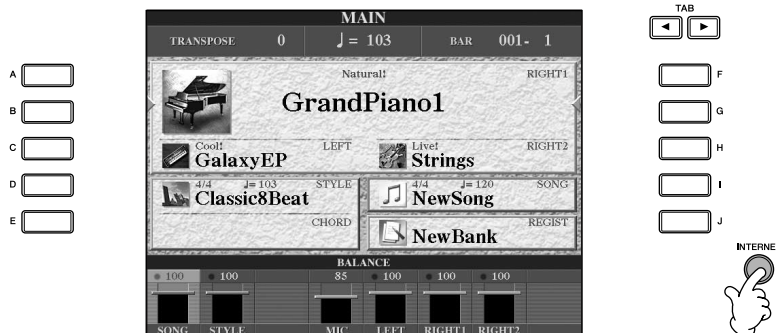 TAB
MAIN
TRANSPOSE 0 ♩= 103 BAR 001- 1
A
F
Natural! RIGHT1
GrandPiano1
B
G
C
H
Cool! LEFT Live! RIGHT2
GalaxyEP Strings
D
I
4/4 ♩= 103 STYLE 4/4 ♩= 120 SONG
Classic8Beat NewSong
E
J
CHORD REGIST
NewBank
INTERNE
BALANCE
100 100 85 100 100 100
SONG STYLE MIC LEFT RIGHT1 RIGHT2